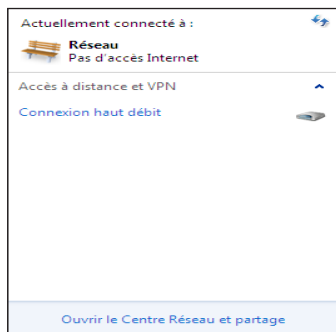 Actuellement connecté à :
Réseau
Pas d'accès Internet
Accès à distance et VPN
Connexion haut débit
Ouvrir le Centre Réseau et partage